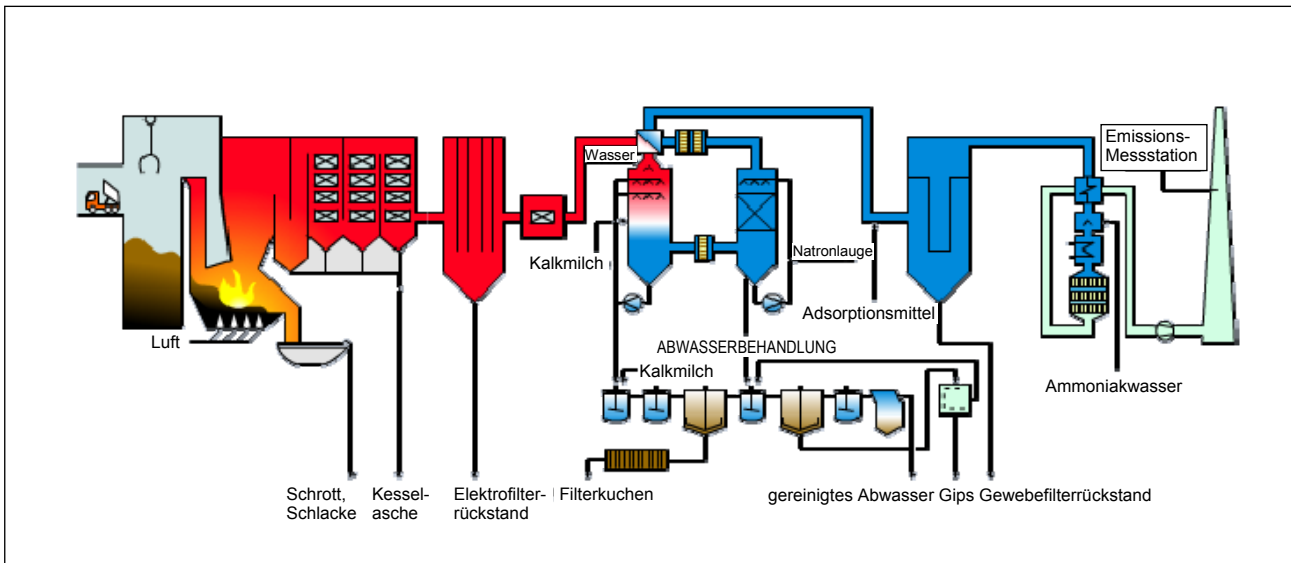 Emissions-
Messstation
Wasser
Kalkmilch
Natronlauge
Adsorptionsmittel
Luft
ABWASSERBEHANDLUNG
Kalkmilch
Ammoniakwasser
Schrott,
Schlacke
Kessel-
asche
Elektrofilter-
rückstand
Filterkuchen
gereinigtes Abwasser Gips Gewebefilterrückstand